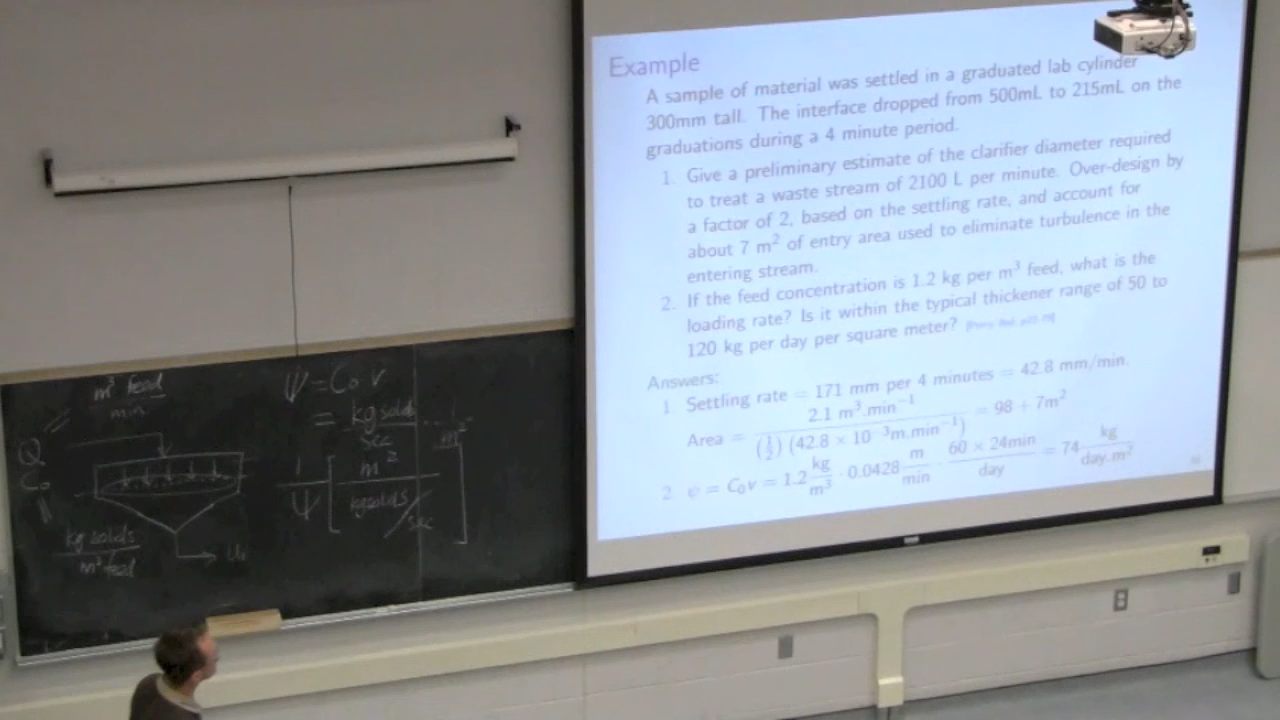 Example
A sample of material was settled in a graduated lab cylinder
300mm tall. The interface dropped from 500mL to 215mL on the
graduations during a 4 minute period.
1. Give a preliminary estimate of the clarifier diameter required
to treat a waste stream of 2100 L per minute. Over-design by
a factor of 2, based on the settling rate, and account for
about 7 m² of entry area used to eliminate turbulence in the
entering stream.
2. If the feed concentration is 1.2 kg per m³ feed, what is the
loading rate? Is it within the typical thickener range of 50 to
120 kg per day per square meter?
Answers:
1. Settling rate = 171 mm per 4 minutes = 42.8 mm/min.
Area = 2.1 m³.min⁻¹ / (1/2) (42.8 × 10⁻³m.min⁻¹) = 98 + 7m²
2. ψ = C₀v = 1.2 kg/m³ · 0.0428 m/min · 60 × 24min/day = 74 kg/day.m²
m³ feed
min
Q
C₀
kg solids
m³ feed
ψ = C₀ v
= kg solids/sec · 1/m²
1/ψ [ m² / kg solids/sec ]